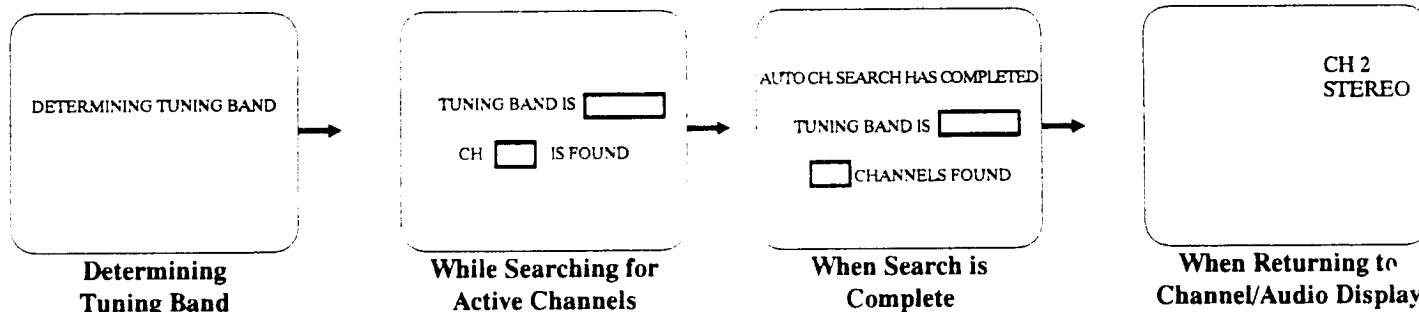 DETERMINING TUNING BAND
Determining
Tuning Band
TUNING BAND IS
CH IS FOUND
While Searching for
Active Channels
AUTO CH. SEARCH HAS COMPLETED
TUNING BAND IS
CHANNELS FOUND
When Search is
Complete
CH 2
STEREO
When Returning to
Channel/Audio Display